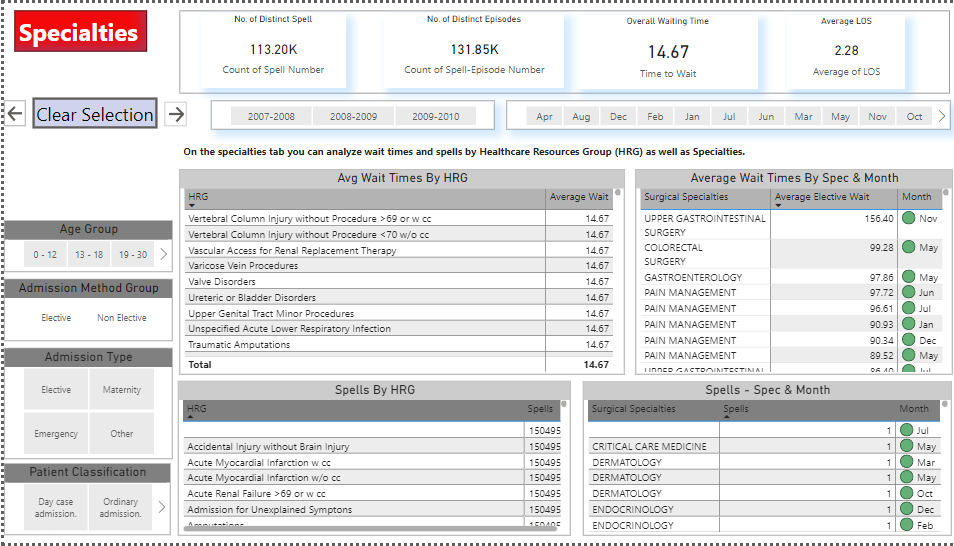 Specialties
No. of Distinct Spell
113.20K
Count of Spell Number
No. of Distinct Episodes
131.85K
Count of Spell-Episode Number
Overall Waiting Time
14.67
Time to Wait
Average LOS
2.28
Average of LOS
Clear Selection
2007-2008 2008-2009 2009-2010
Apr Aug Dec Feb Jan Jul Jun Mar May Nov Oct
On the specialties tab you can analyze wait times and spells by Healthcare Resources Group (HRG) as well as Specialties.
Age Group
0 - 12 13 - 18 19 - 30
Admission Method Group
Elective Non Elective
Admission Type
Elective Maternity
Emergency Other
Patient Classification
Day case admission. Ordinary admission.
Avg Wait Times By HRG
HRG Average Wait
Vertebral Column Injury without Procedure >69 or w cc 14.67
Vertebral Column Injury without Procedure <70 w/o cc 14.67
Vascular Access for Renal Replacement Therapy 14.67
Varicose Vein Procedures 14.67
Valve Disorders 14.67
Ureteric or Bladder Disorders 14.67
Upper Genital Tract Minor Procedures 14.67
Unspecified Acute Lower Respiratory Infection 14.67
Traumatic Amputations 14.67
Total 14.67
Average Wait Times By Spec & Month
Surgical Specialties Average Elective Wait Month
UPPER GASTROINTESTINAL SURGERY 156.40 Nov
COLORECTAL SURGERY 99.28 May
GASTROENTEROLOGY 97.86 May
PAIN MANAGEMENT 97.72 Jun
PAIN MANAGEMENT 96.61 Jul
PAIN MANAGEMENT 90.93 Jan
PAIN MANAGEMENT 90.34 Dec
PAIN MANAGEMENT 89.52 May
UPPER GASTROINTESTINAL 86.40 Jul
Spells By HRG
HRG Spells
150495
Accidental Injury without Brain Injury 150495
Acute Myocardial Infarction w cc 150495
Acute Myocardial Infarction w/o cc 150495
Acute Renal Failure >69 or w cc 150495
Admission for Unexplained Symptons 150495
Amputations 150495
Spells - Spec & Month
Surgical Specialties Spells Month
1 Jul
CRITICAL CARE MEDICINE 1 May
DERMATOLOGY 1 Mar
DERMATOLOGY 1 May
DERMATOLOGY 1 Oct
ENDOCRINOLOGY 1 Dec
ENDOCRINOLOGY 1 Feb